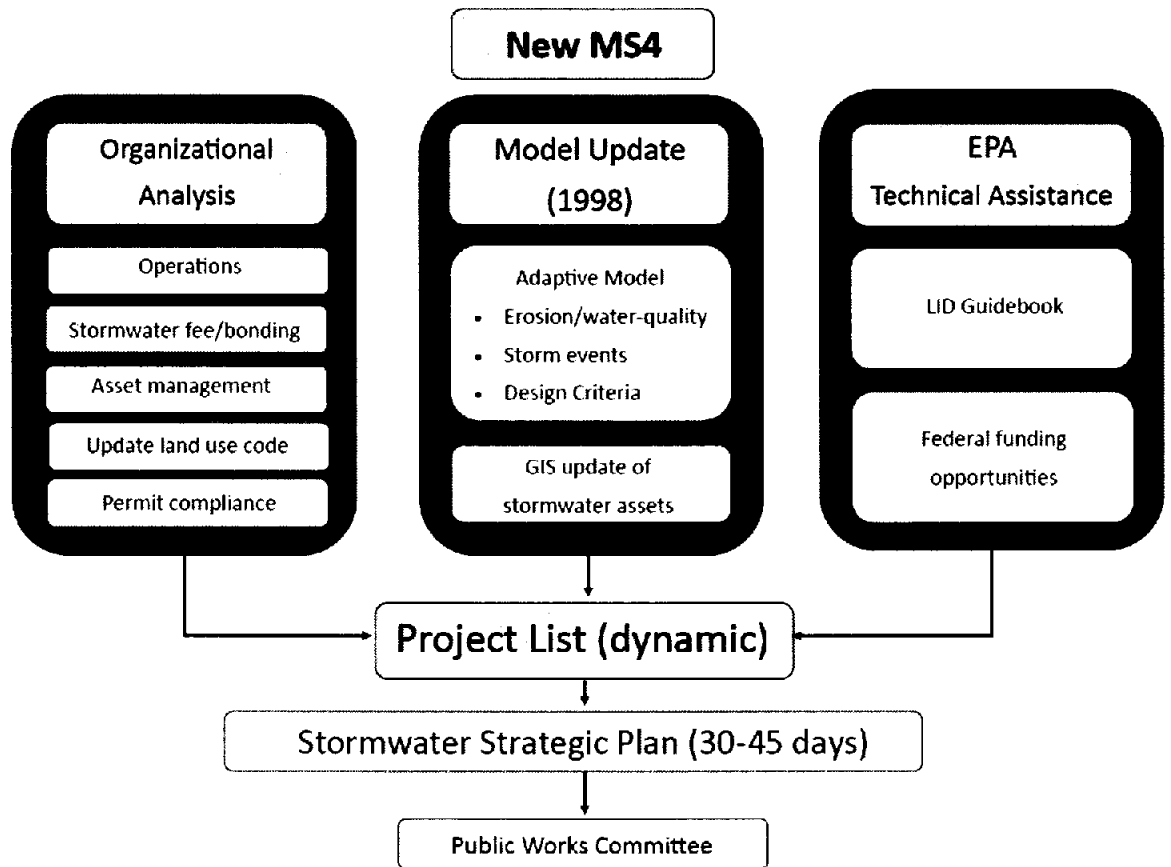 New MS4
Organizational
Analysis
Operations
Stormwater fee/bonding
Asset management
Update land use code
Permit compliance
Model Update
(1998)
Adaptive Model
• Erosion/water-quality
• Storm events
• Design Criteria
GIS update of
stormwater assets
EPA
Technical Assistance
LID Guidebook
Federal funding
opportunities
Project List (dynamic)
Stormwater Strategic Plan (30-45 days)
Public Works Committee